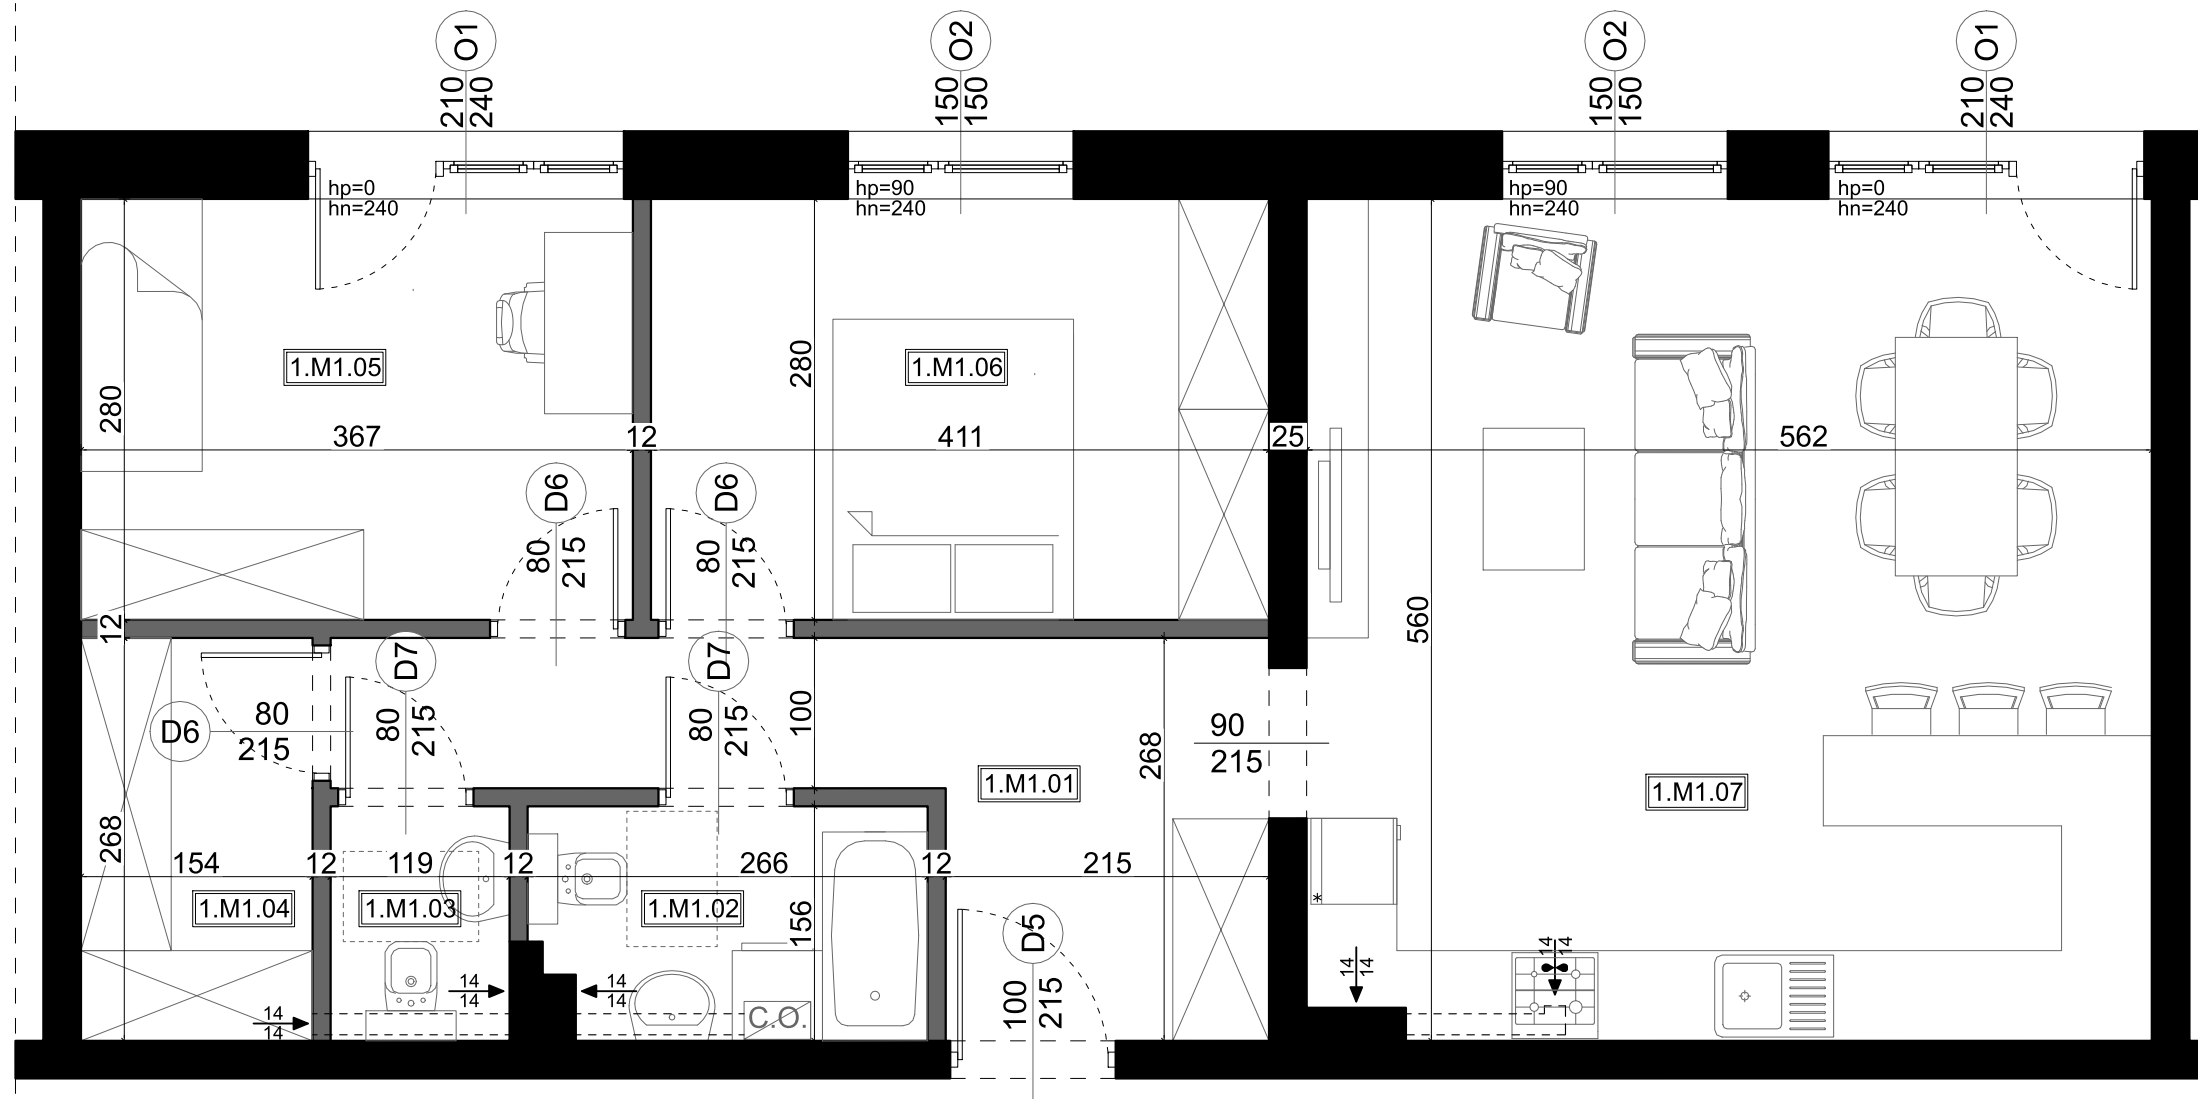 O1
210
240
O2
150
150
O2
150
150
O1
210
240
hp=0
hn=240
hp=90
hn=240
hp=90
hn=240
hp=0
hn=240
1.M1.05
1.M1.06
280
280
367
12
411
25
562
D6
80
215
D6
80
215
12
560
D7
80
215
D7
80
215
D6
80
215
100
268
90
215
1.M1.01
1.M1.07
268
154
12
119
12
266
12
215
1.M1.04
1.M1.03
1.M1.02
156
D5
100
215
*
14
14
14
14
14
14
14
14
14
14
C.O.